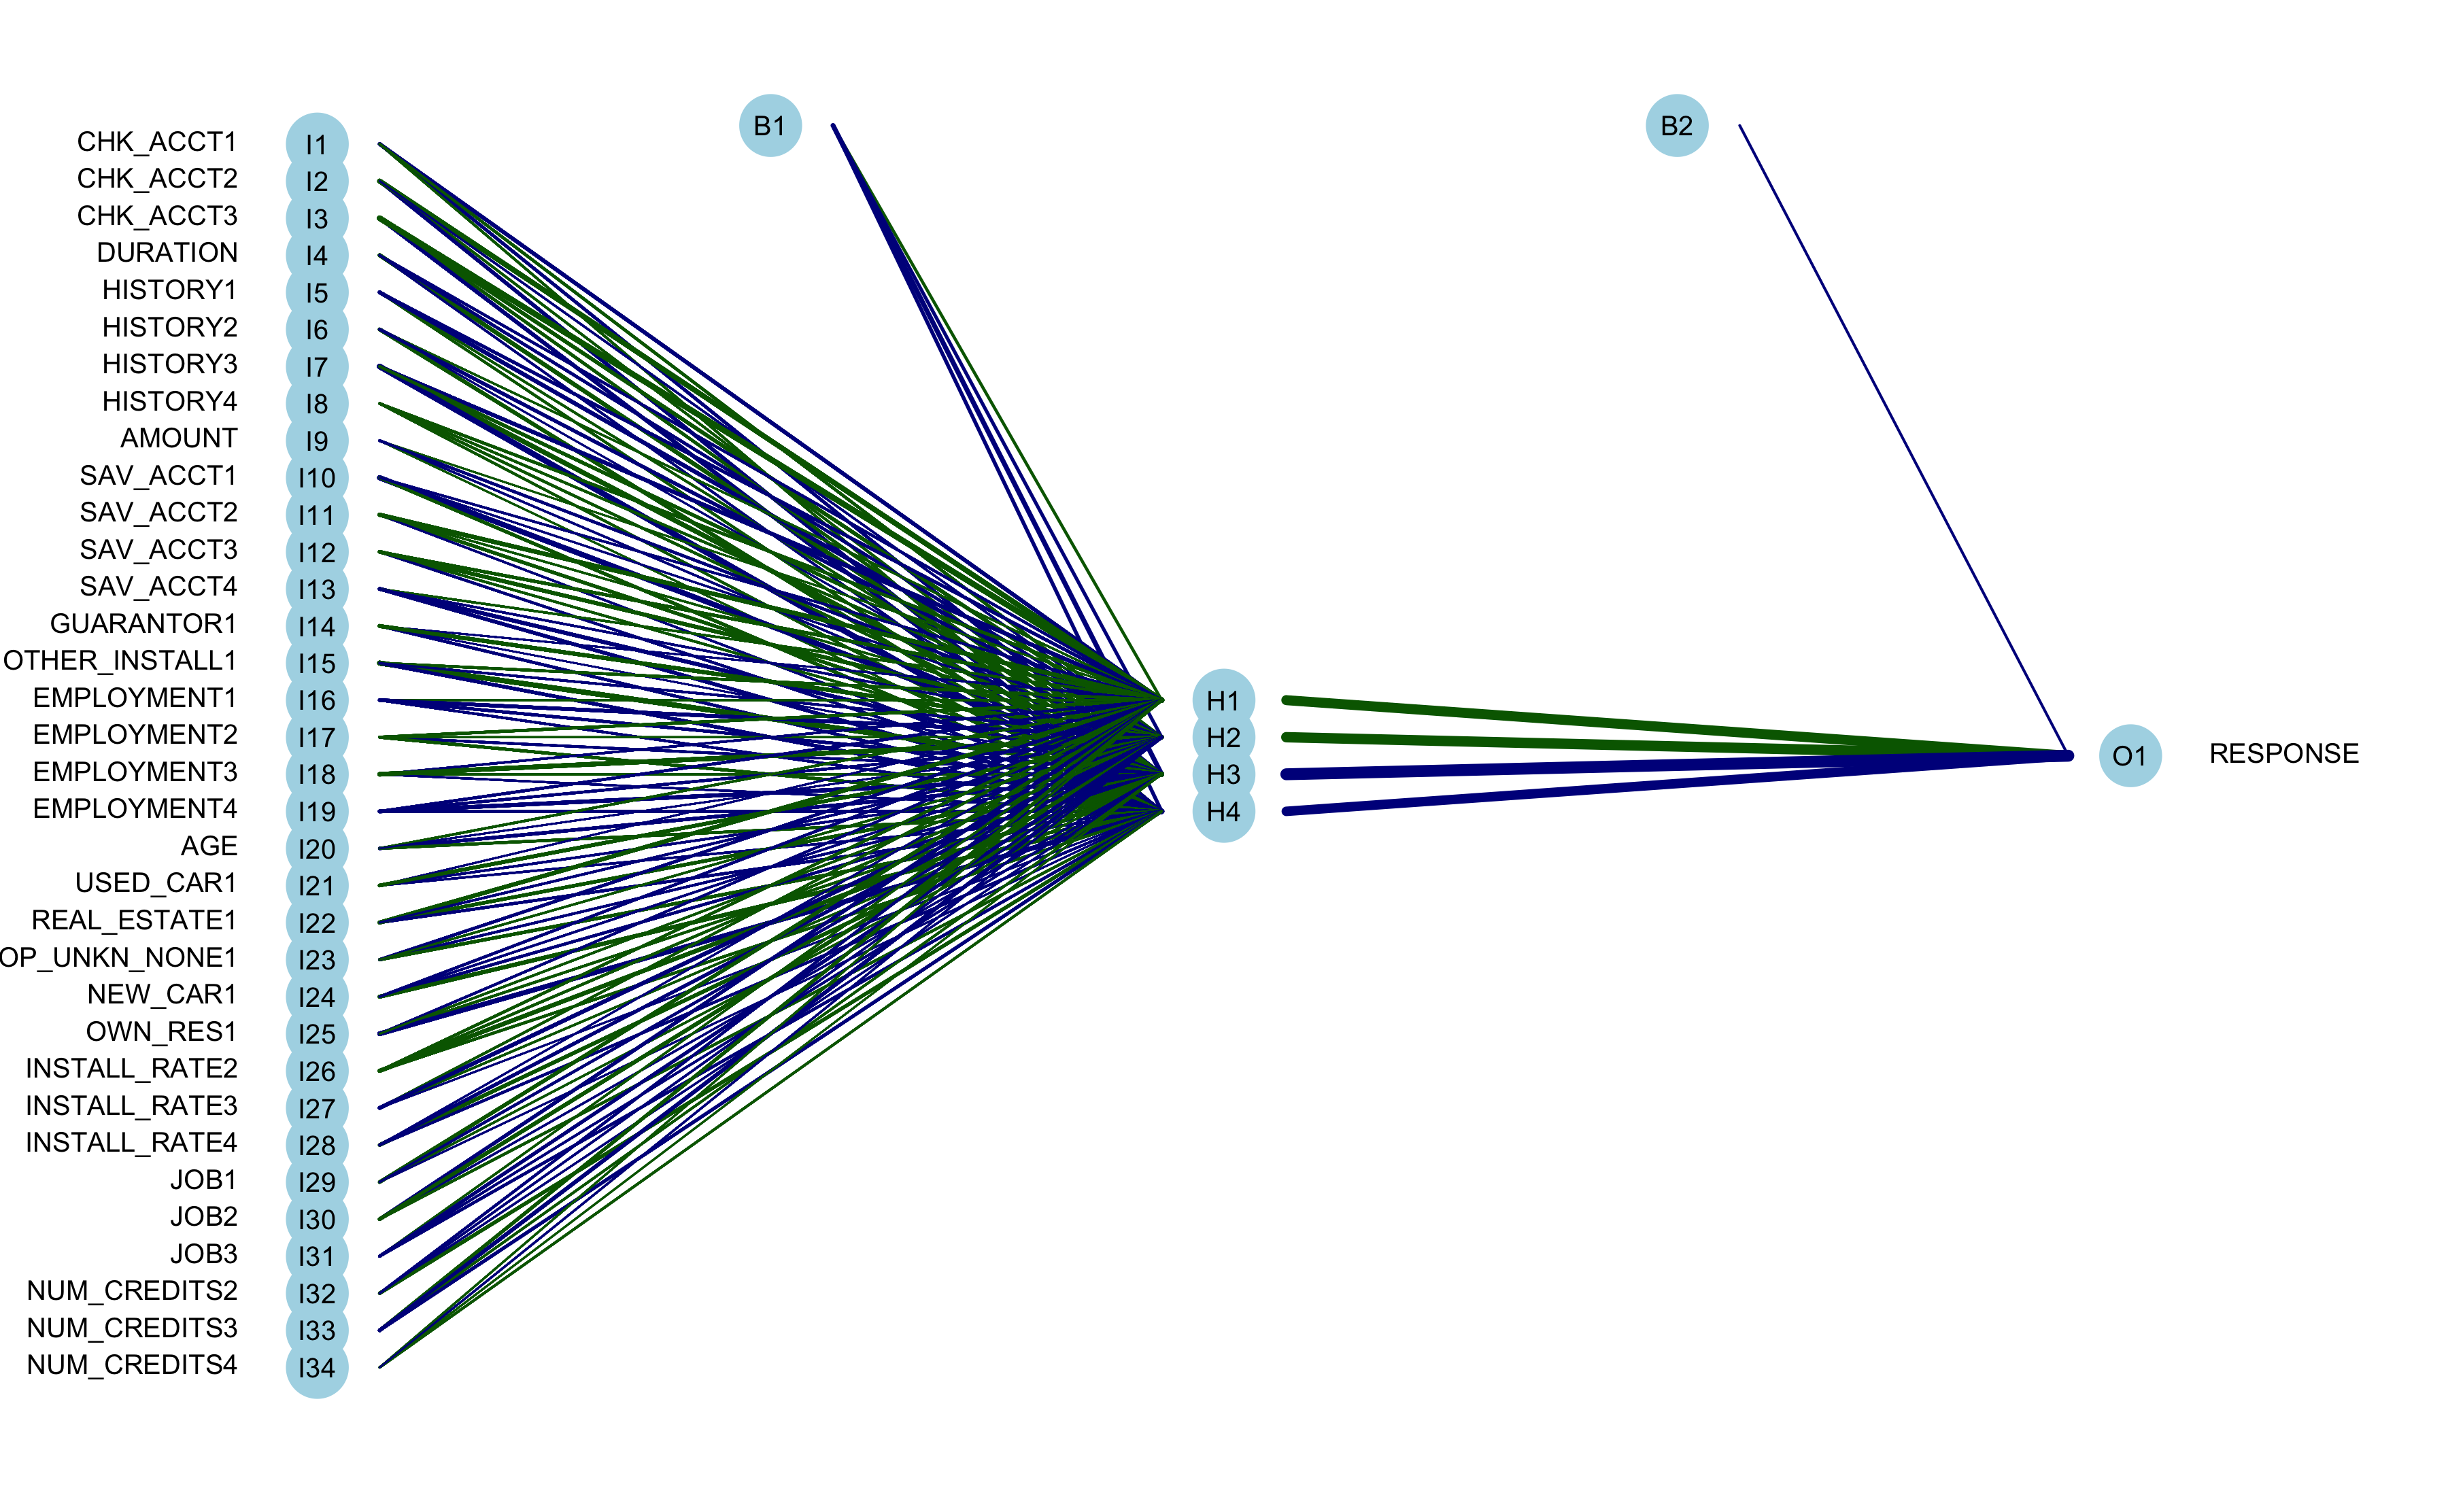 B1
B2
CHK_ACCT1 I1
CHK_ACCT2 I2
CHK_ACCT3 I3
DURATION I4
HISTORY1 I5
HISTORY2 I6
HISTORY3 I7
HISTORY4 I8
AMOUNT I9
SAV_ACCT1 I10
SAV_ACCT2 I11
SAV_ACCT3 I12
SAV_ACCT4 I13
GUARANTOR1 I14
OTHER_INSTALL1 I15
EMPLOYMENT1 I16
EMPLOYMENT2 I17
EMPLOYMENT3 I18
EMPLOYMENT4 I19
AGE I20
USED_CAR1 I21
REAL_ESTATE1 I22
OP_UNKN_NONE1 I23
NEW_CAR1 I24
OWN_RES1 I25
INSTALL_RATE2 I26
INSTALL_RATE3 I27
INSTALL_RATE4 I28
JOB1 I29
JOB2 I30
JOB3 I31
NUM_CREDITS2 I32
NUM_CREDITS3 I33
NUM_CREDITS4 I34
H1
H2
H3
H4
O1 RESPONSE